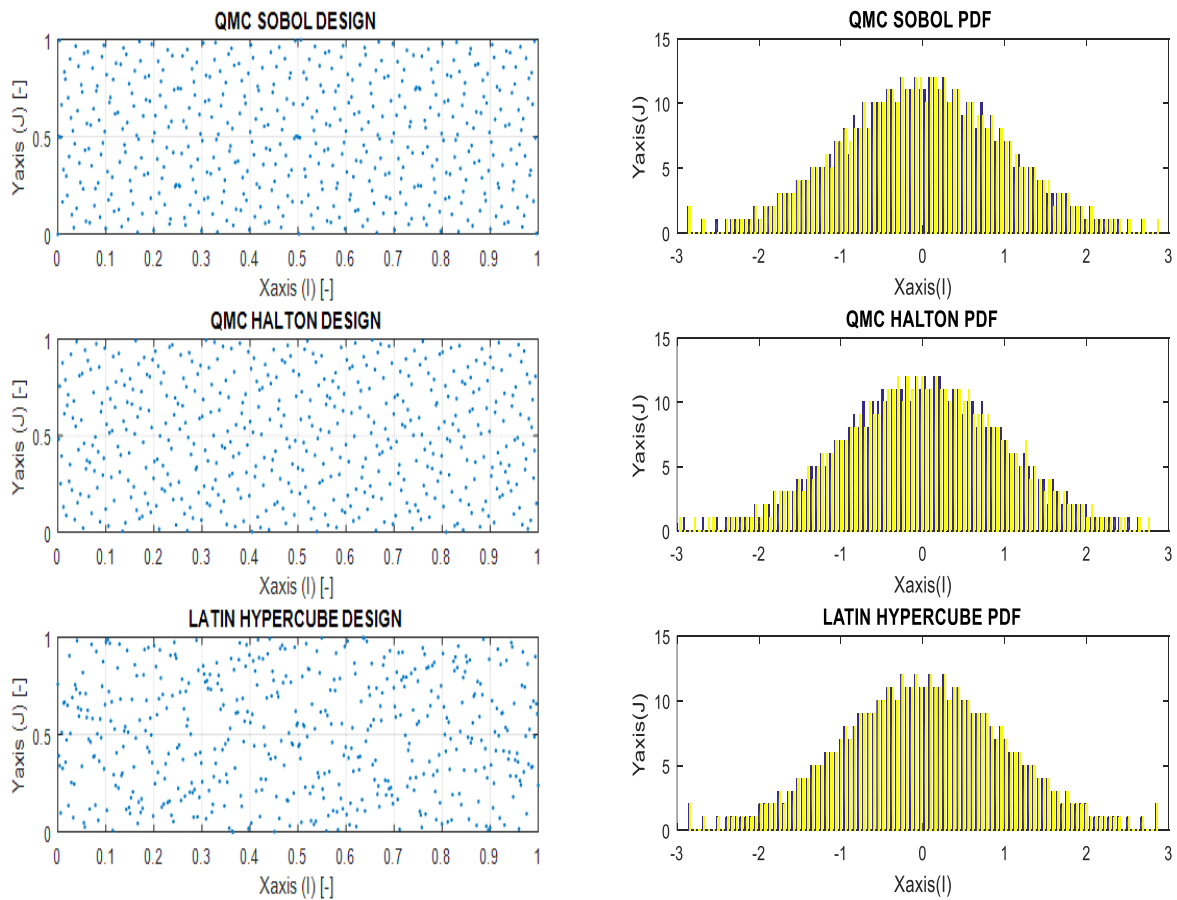 QMC SOBOL DESIGN
1
0.5
0
Yaxis (J) [-]
0 0.1 0.2 0.3 0.4 0.5 0.6 0.7 0.8 0.9 1
Xaxis (I) [-]
QMC SOBOL PDF
15
10
5
0
Yaxis(J)
-3 -2 -1 0 1 2 3
Xaxis(I)
QMC HALTON DESIGN
1
0.5
0
Yaxis (J) [-]
0 0.1 0.2 0.3 0.4 0.5 0.6 0.7 0.8 0.9 1
Xaxis (I) [-]
QMC HALTON PDF
15
10
5
0
Yaxis(J)
-3 -2 -1 0 1 2 3
Xaxis(I)
LATIN HYPERCUBE DESIGN
1
0.5
0
Yaxis (J) [-]
0 0.1 0.2 0.3 0.4 0.5 0.6 0.7 0.8 0.9 1
Xaxis (I) [-]
LATIN HYPERCUBE PDF
15
10
5
0
Yaxis(J)
-3 -2 -1 0 1 2 3
Xaxis(I)